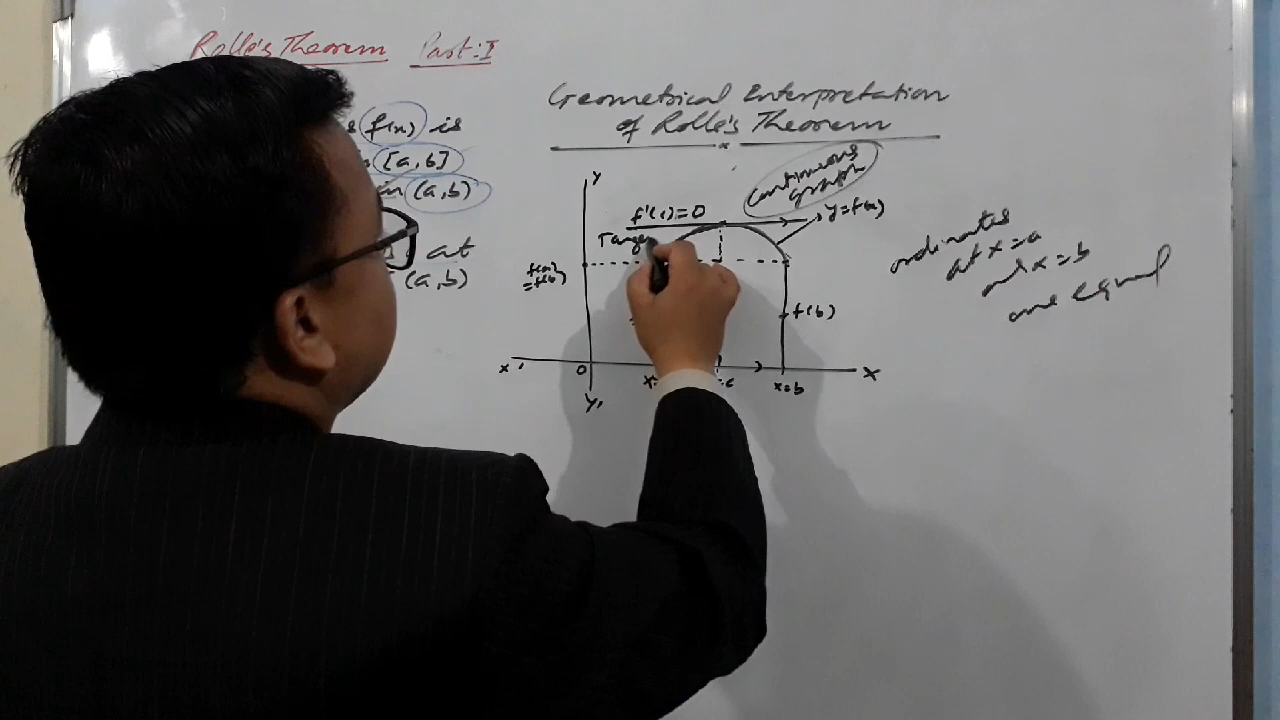 Rolle's Theorem Part:I
f(x) is
[a,b]
in (a,b)
at
(a,b)
Geometrical Interpretation
of Rolle's Theorem
Y
continuous
graph
f'(c)=0
y=f(x)
Tange
f(a)
=f(b)
f(b)
X'
O
x=
=c
x=b
X
Y'
ordinates
at x=a
and x=b
are equal